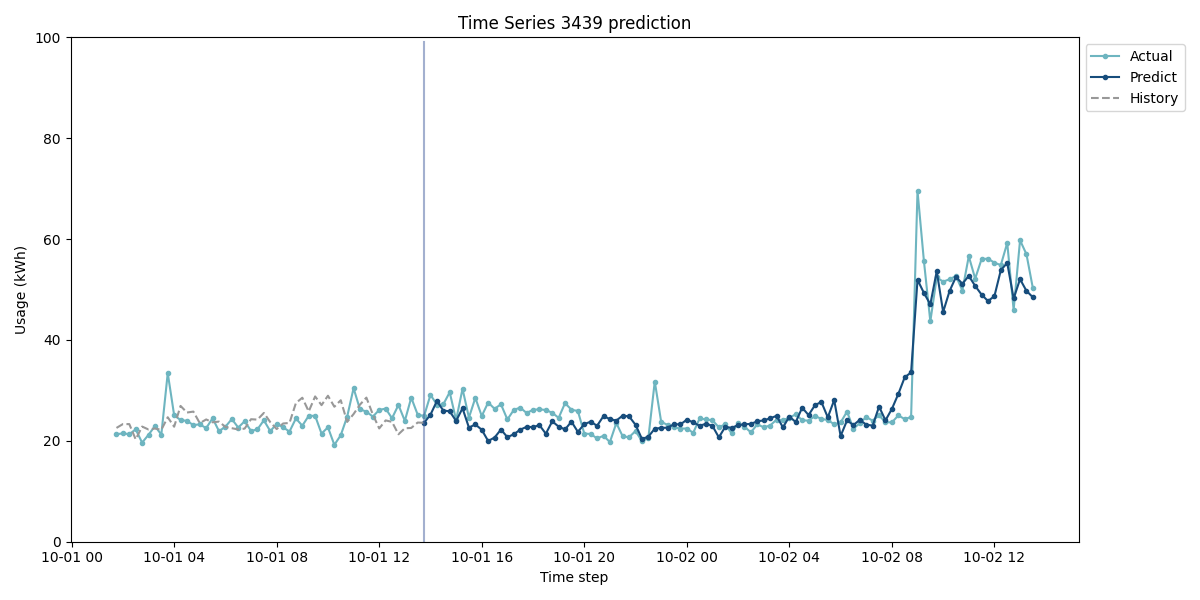 Time Series 3439 prediction
100
80
60
40
20
0
Usage (kWh)
10-01 00
10-01 04
10-01 08
10-01 12
10-01 16
10-01 20
10-02 00
10-02 04
10-02 08
10-02 12
Time step
Actual
Predict
History